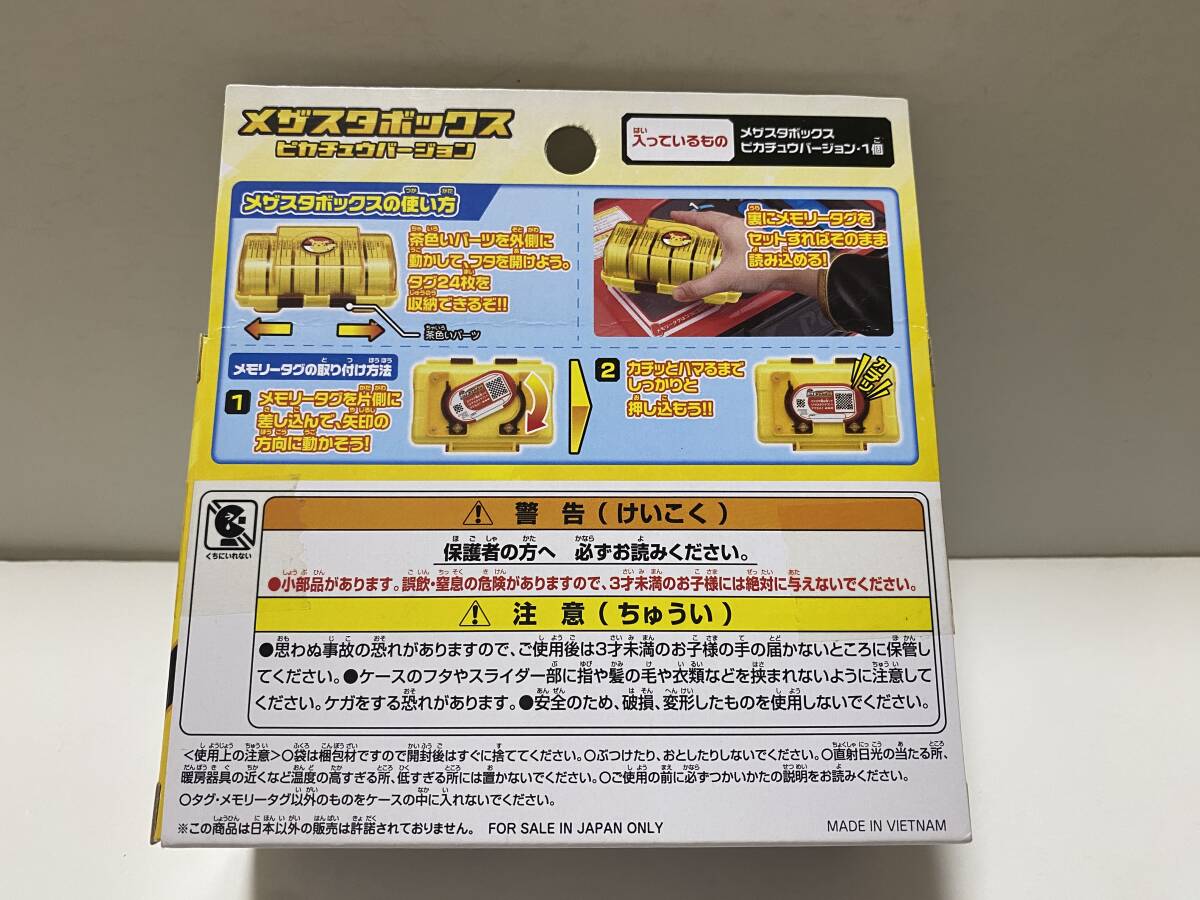 メザスタボックス
ピカチュウバージョン
入っているもの
メザスタボックス
ピカチュウバージョン・1個
メザスタボックスの使い方
茶色いパーツを外側に
動かして、フタを開けよう。
タグ24枚を
収納できるぞ!!
茶色いパーツ
裏にメモリータグを
セットすればそのまま
読み込める!
メモリータグの取り付け方法
1 メモリータグを片側に
差し込んで、矢印の
方向に動かそう!
2 カチッとハマるまで
しっかりと
押し込もう!!
カチッ
くちにいれない
警告(けいこく)
保護者の方へ 必ずお読みください。
●小部品があります。誤飲・窒息の危険がありますので、3才未満のお子様には絶対に与えないでください。
注意(ちゅうい)
●思わぬ事故の恐れがありますので、ご使用後は3才未満のお子様の手の届かないところに保管し
てください。●ケースのフタやスライダー部に指や髪の毛や衣類などを挟まれないように注意して
ください。ケガをする恐れがあります。●安全のため、破損、変形したものを使用しないでください。
<使用上の注意>○袋は梱包材ですので開封後はすぐに捨ててください。○ぶつけたり、おとしたりしないでください。○直射日光の当たる所、
暖房器具の近くなど温度の高すぎる所、低すぎる所には置かないでください。○ご使用の前に必ずつかいかたの説明をお読みください。
○タグ・メモリータグ以外のものをケースの中に入れないでください。
※この商品は日本以外の販売は許諾されておりません。 FOR SALE IN JAPAN ONLY
MADE IN VIETNAM